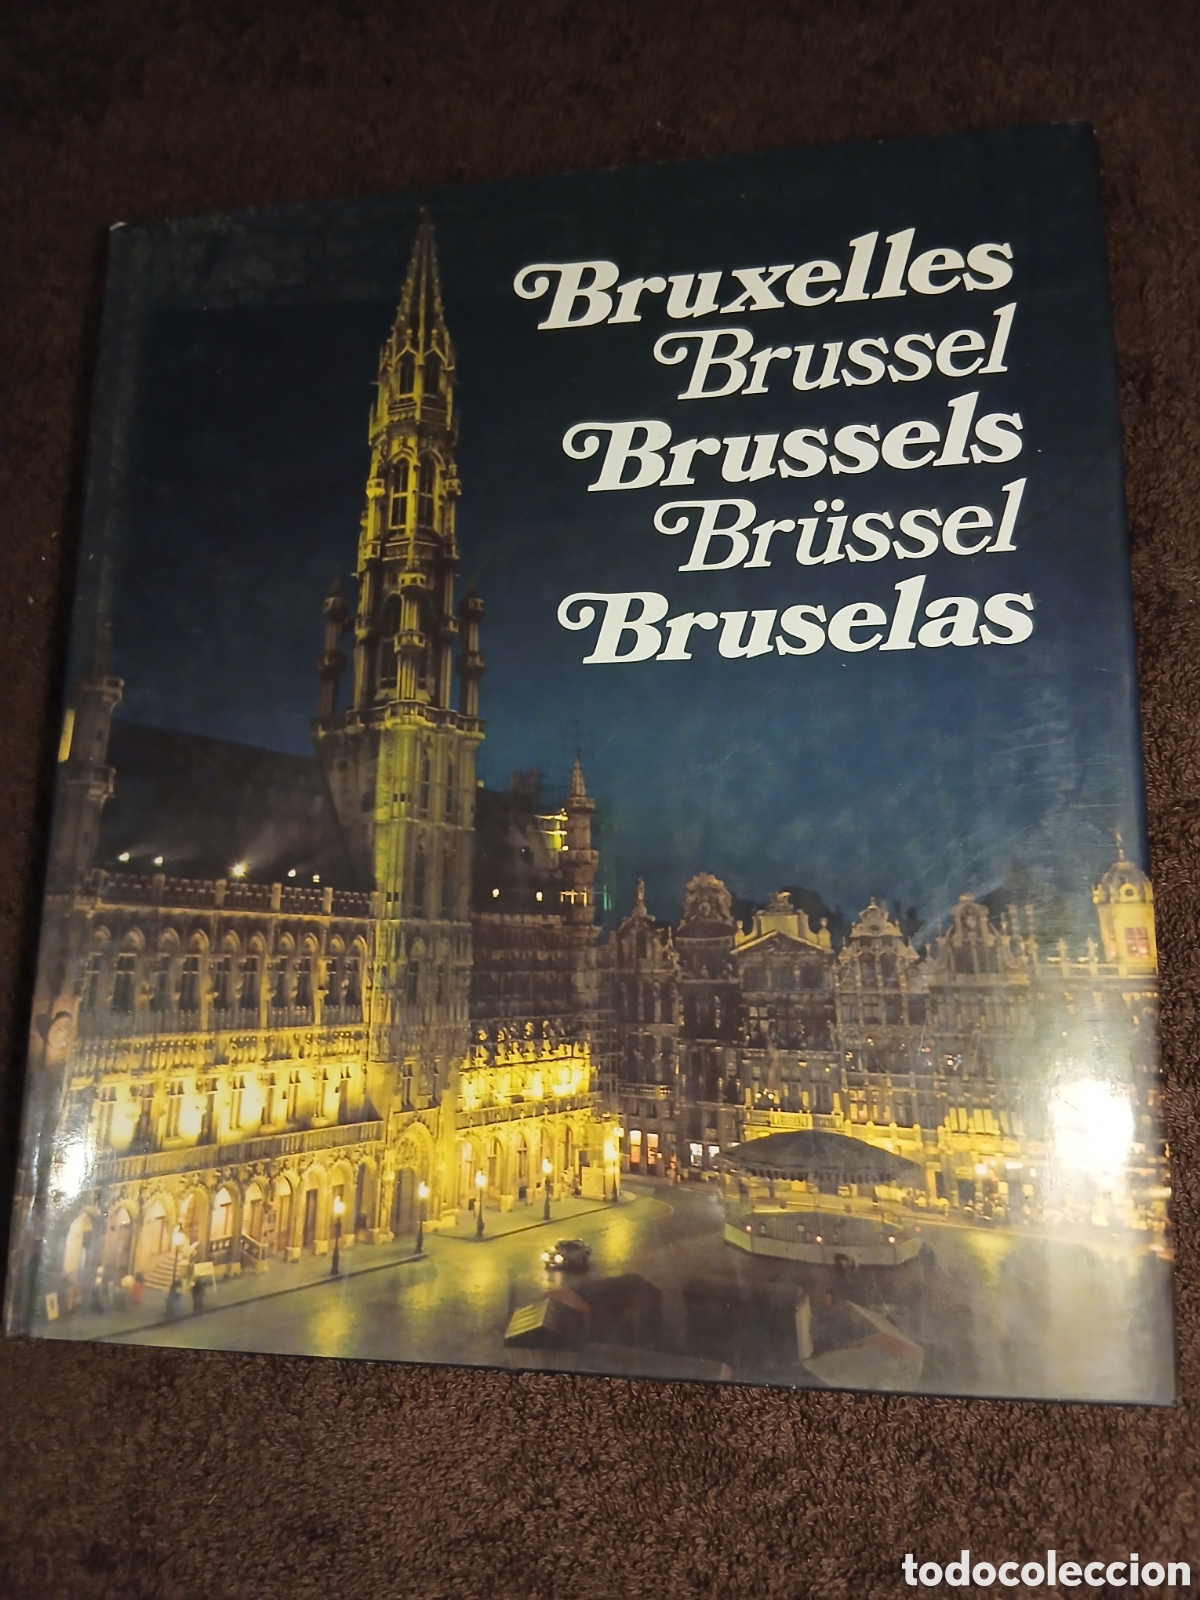 Bruxelles
Brussel
Brussels
Brüssel
Bruselas
todocoleccion